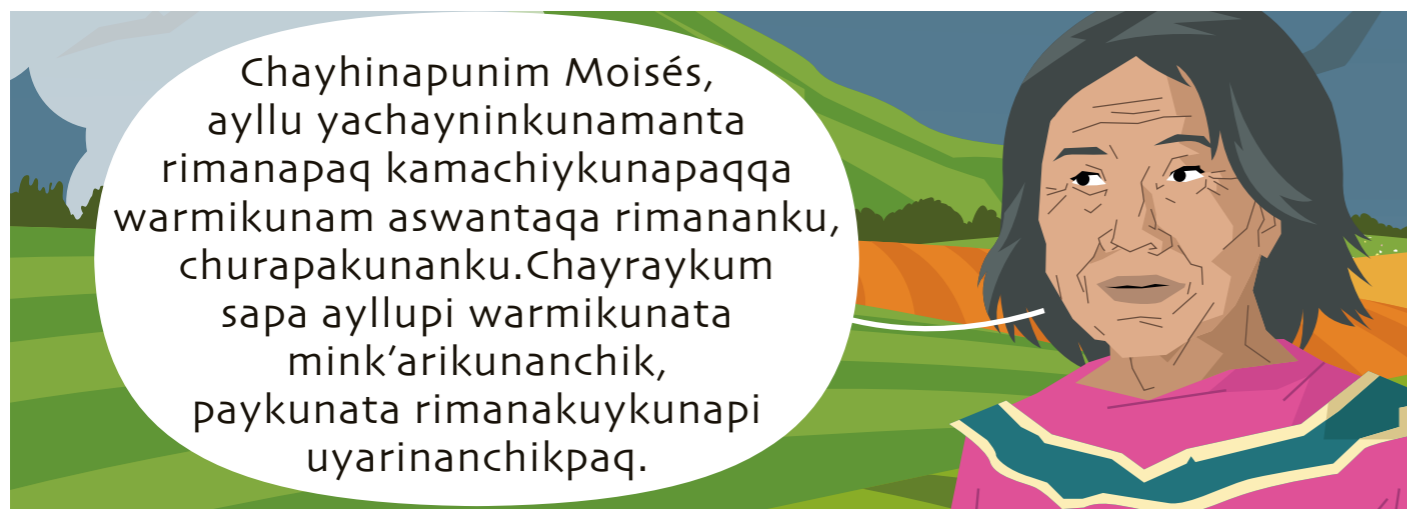 Chayhinapunim Moisés,
ayllu yachayninkunamanta
rimanapaq kamachiykunapaqqa
warmikunam aswantaqa rimananku,
churapakunanku.Chayraykum
sapa ayllupi warmikunata
mink’arikunanchik,
paykunata rimanakuykunapi
uyarinanchikpaq.